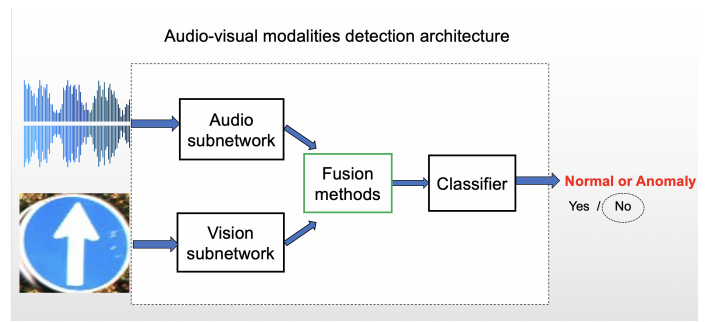 Audio-visual modalities detection architecture
Audio
subnetwork
Fusion
methods
Classifier
Normal or Anomaly
Yes / No
Vision
subnetwork